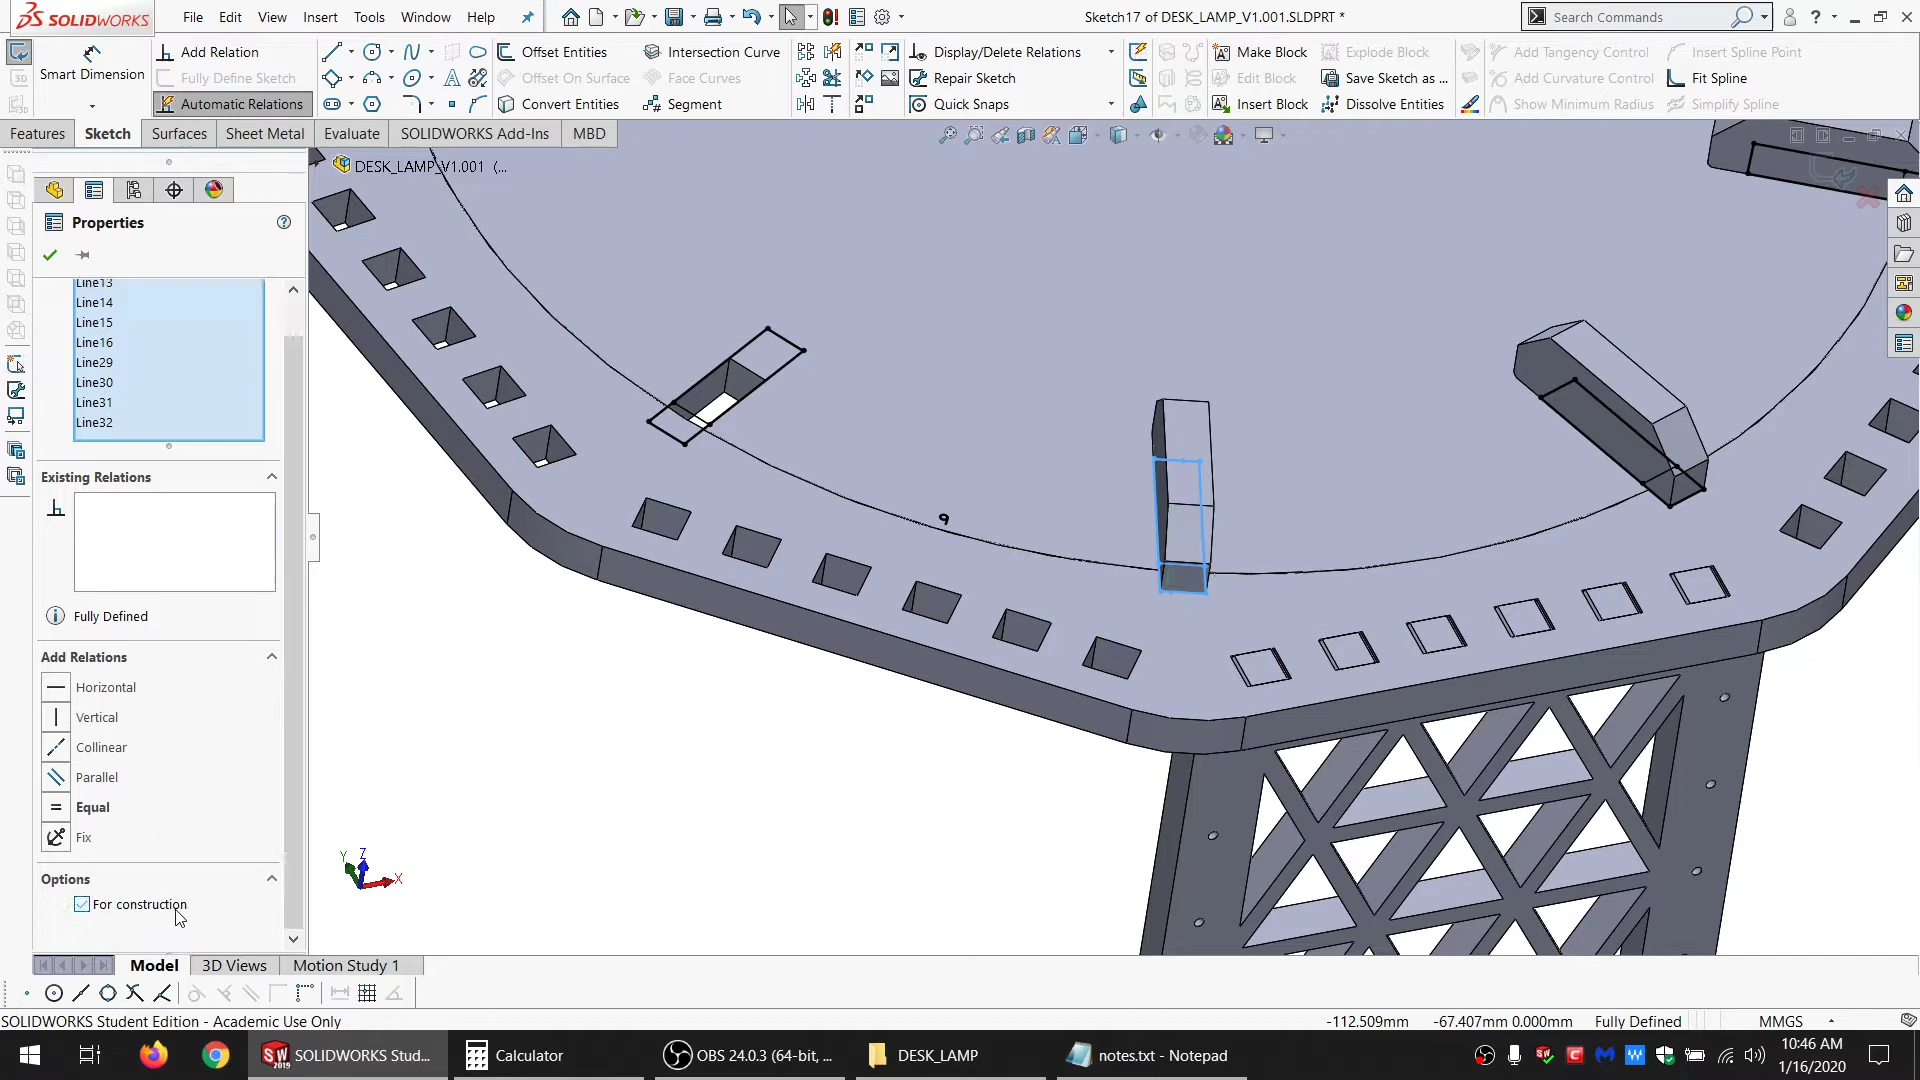 SOLIDWORKS
File Edit View Insert Tools Window Help
Sketch17 of DESK_LAMP_V1.001.SLDPRT *
Search Commands
Smart Dimension
Add Relation
Fully Define Sketch
Automatic Relations
Offset Entities
Offset On Surface
Convert Entities
Intersection Curve
Face Curves
Segment
Display/Delete Relations
Repair Sketch
Quick Snaps
Make Block
Edit Block
Insert Block
Explode Block
Save Sketch as ...
Dissolve Entities
Add Tangency Control
Add Curvature Control
Show Minimum Radius
Insert Spline Point
Fit Spline
Simplify Spline
Features Sketch Surfaces Sheet Metal Evaluate SOLIDWORKS Add-Ins MBD
DESK_LAMP_V1.001 (...
Properties
Line13
Line14
Line15
Line16
Line29
Line30
Line31
Line32
Existing Relations
Fully Defined
Add Relations
Horizontal
Vertical
Collinear
Parallel
Equal
Fix
Options
For construction
9
Y Z X
Model 3D Views Motion Study 1
SOLIDWORKS Student Edition - Academic Use Only
-112.509mm -67.407mm 0.000mm Fully Defined MMGS
SOLIDWORKS Stud...
Calculator
OBS 24.0.3 (64-bit, ...
DESK_LAMP
notes.txt - Notepad
10:46 AM
1/16/2020